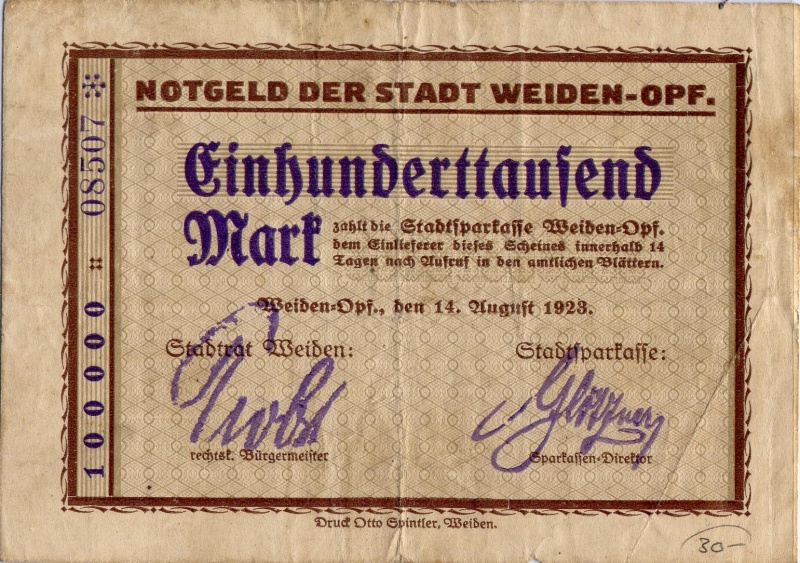 NOTGELD DER STADT WEIDEN-OPF.
Einhunderttausend
Mark
zahlt die Stadtsparkasse Weiden-Opf.
dem Einlieferer dieses Scheines innerhalb 14
Tagen nach Aufruf in den amtlichen Blättern.
Weiden-Opf., den 14. August 1923.
Stadtrat Weiden:
rechtsk. Bürgermeister
Stadtsparkasse:
Sparkassen-Direktor
100000 :: 08507 *
Druck Otto Spintler, Weiden.
30-